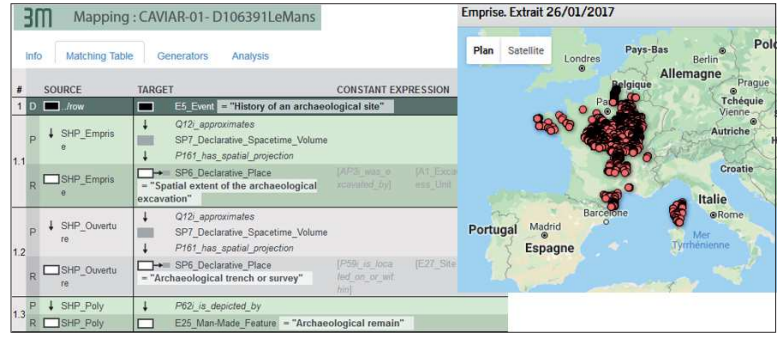 3M Mapping : CAVIAR-01- D106391LeMans
Info Matching Table Generators Analysis
# SOURCE TARGET CONSTANT EXPRESSION
1 D ./row E5_Event = "History of an archaeological site"
1.1
P SHP_Empris
e
Q12i_approximates
SP7_Declarative_Spacetime_Volume
P161_has_spatial_projection
R SHP_Empris
e
SP6_Declarative_Place
= "Spatial extent of the archaeological
excavation"
[AP3i_was_e
xcavated_by]
[A1_Exca
ess_Unit
1.2
P SHP_Ouvertu
re
Q12i_approximates
SP7_Declarative_Spacetime_Volume
P161_has_spatial_projection
R SHP_Ouvertu
re
SP6_Declarative_Place
= "Archaeological trench or survey"
[P59i_is_loca
ted_on_or_wit
hin]
[E27_Site
1.3
P SHP_Poly P62i_is_depicted_by
R SHP_Poly E25_Man-Made_Feature = "Archaeological remain"
Emprise. Extrait 26/01/2017
Plan Satellite
Londres
Pays-Bas
Berlin
Polo
Allemagne
Belgique
Prague
Pa
Tchéquie
Vienne
Autriche
H
Croatie
Italie
Rome
Barcelone
Portugal
Madrid
Espagne
Mer
Tyrrhénienne